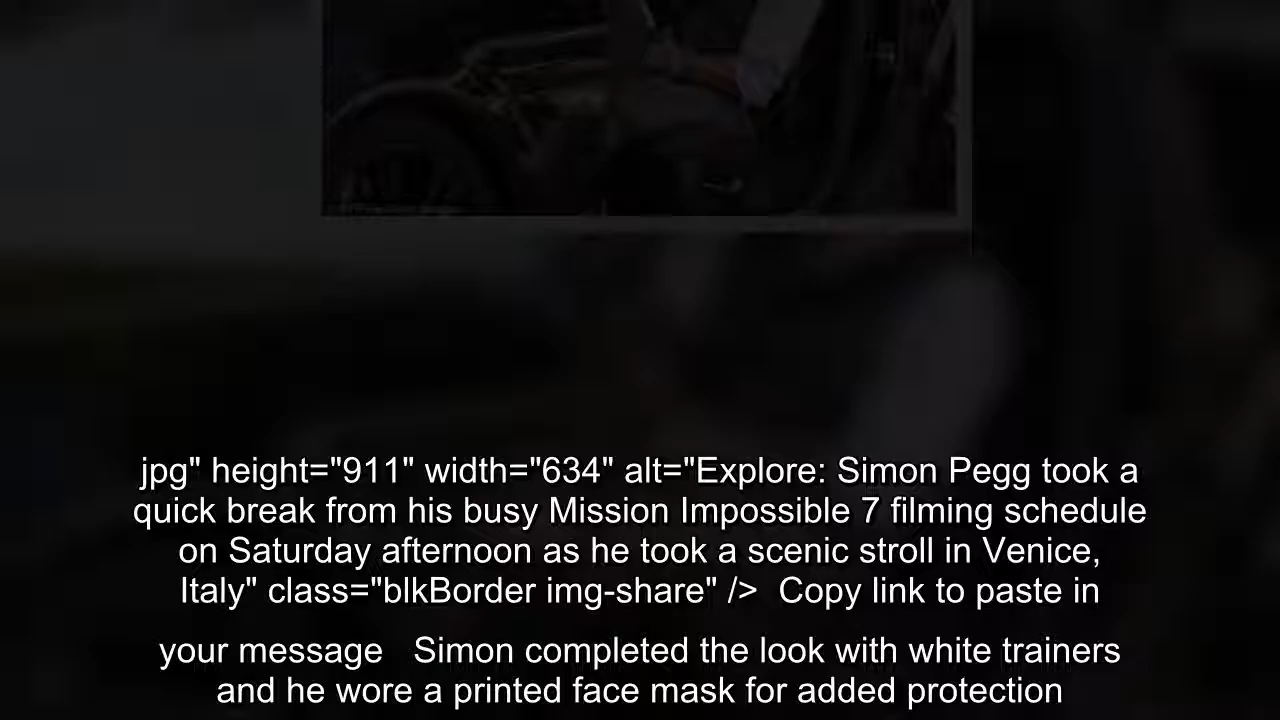 jpg" height="911" width="634" alt="Explore: Simon Pegg took a
quick break from his busy Mission Impossible 7 filming schedule
on Saturday afternoon as he took a scenic stroll in Venice,
Italy" class="blkBorder img-share" />  Copy link to paste in
your message   Simon completed the look with white trainers
and he wore a printed face mask for added protection